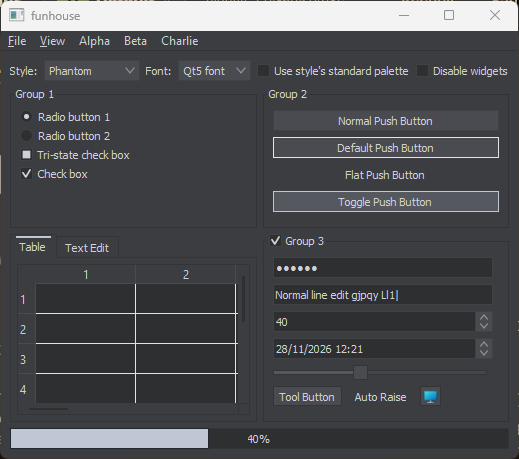 funhouse
File View Alpha Beta Charlie
Style: Phantom Font: Qt5 font Use style's standard palette Disable widgets
Group 1
Radio button 1
Radio button 2
Tri-state check box
Check box
Group 2
Normal Push Button
Default Push Button
Flat Push Button
Toggle Push Button
Table Text Edit
1 2
1
2
3
4
Group 3
●●●●●●
Normal line edit gjpqy Ll1
40
28/11/2026 12:21
Tool Button Auto Raise
40%